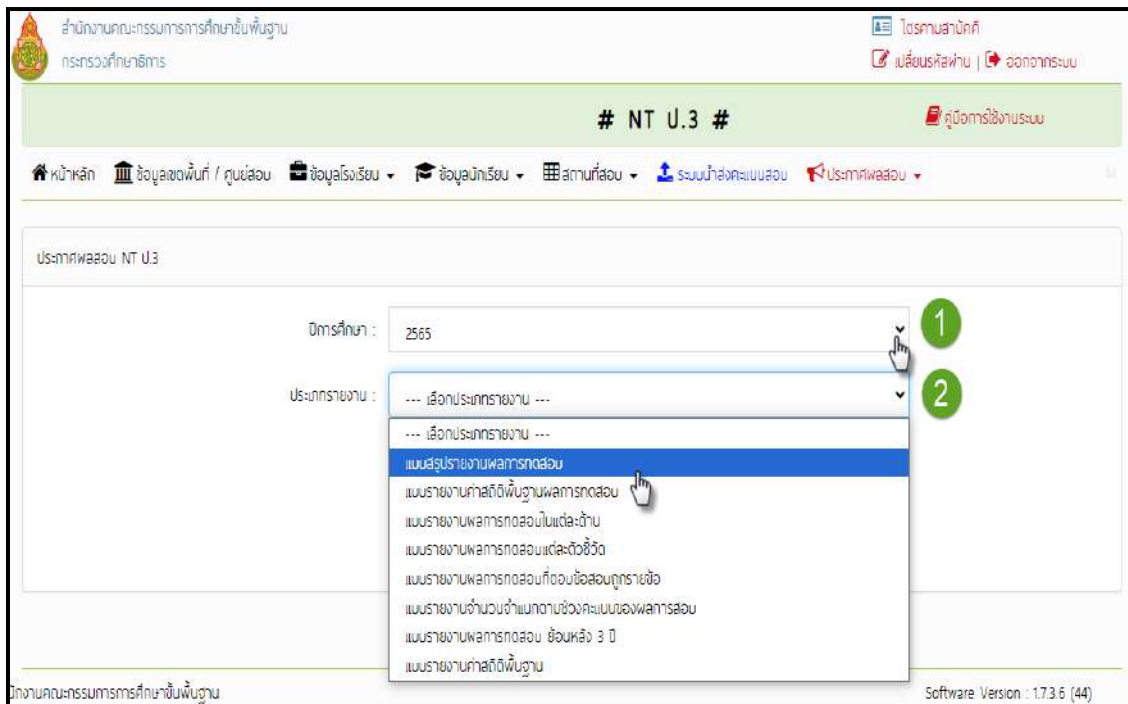 สำนักงานคณะกรรมการการศึกษาขั้นพื้นฐาน
กระทรวงศึกษาธิการ
ไตรคามสามัคคี
เปลี่ยนรหัสผ่าน | ออกจากระบบ
# NT ป.3 #
คู่มือการใช้งานระบบ
หน้าหลัก ข้อมูลเขตพื้นที่ / ศูนย์สอบ ข้อมูลโรงเรียน ข้อมูลนักเรียน สถานที่สอบ ระบบนำส่งคะแนนสอบ ประกาศผลสอบ
ประกาศผลสอบ NT ป.3
ปีการศึกษา : 2565 1
ประเภทรายงาน : --- เลือกประเภทรายงาน --- 2
--- เลือกประเภทรายงาน ---
แบบสรุปรายงานผลการทดสอบ
แบบรายงานค่าสถิติพื้นฐานผลการทดสอบ
แบบรายงานผลการทดสอบในแต่ละด้าน
แบบรายงานผลการทดสอบแต่ละตัวชี้วัด
แบบรายงานผลการทดสอบที่ตอบข้อสอบถูกรายข้อ
แบบรายงานจำนวนจำแนกตามช่วงคะแนนของผลการสอบ
แบบรายงานผลการทดสอบ ย้อนหลัง 3 ปี
แบบรายงานค่าสถิติพื้นฐาน
นักงานคณะกรรมการการศึกษาขั้นพื้นฐาน
Software Version : 1.7.3.6 (44)